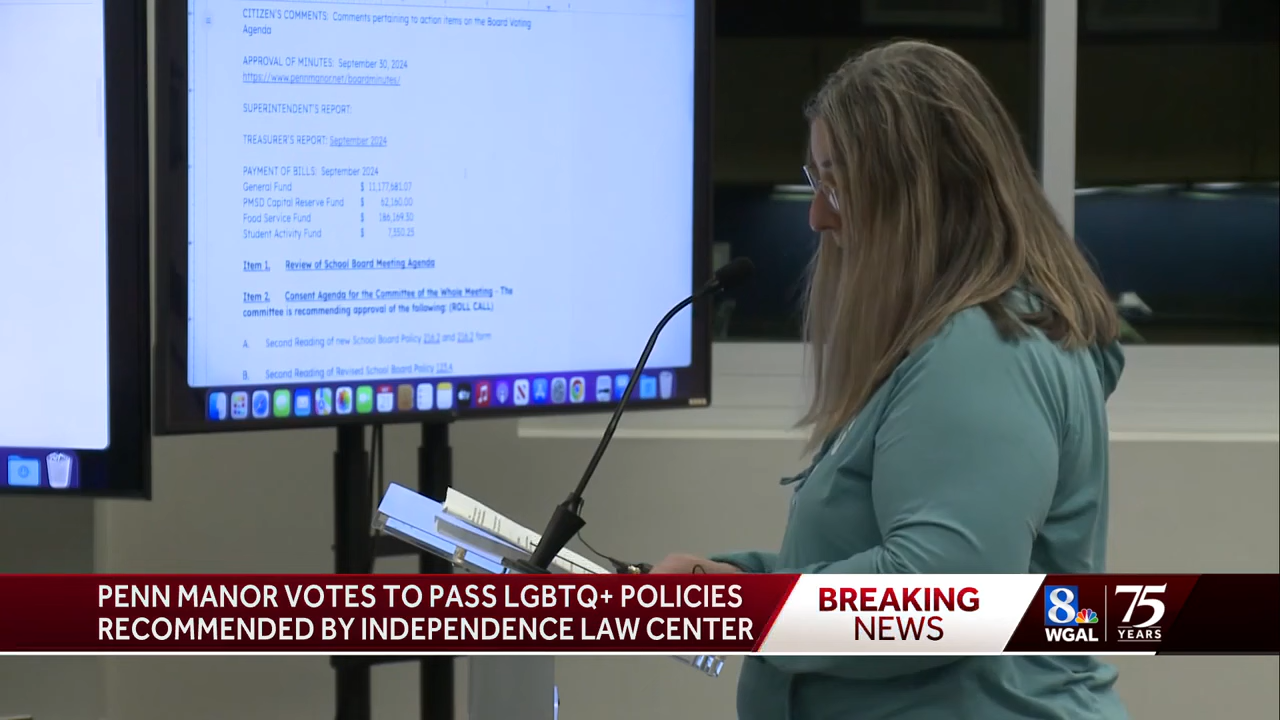 CITIZEN'S COMMENTS: Comments pertaining to action items on the Board Voting
Agenda
APPROVAL OF MINUTES: September 30, 2024
https://www.pennmanor.net/boardminutes/
SUPERINTENDENT'S REPORT:
TREASURER'S REPORT: September 2024
PAYMENT OF BILLS: September 2024
General Fund $ 11,177,681.07
PMSD Capital Reserve Fund $ 62,160.00
Food Service Fund $ 186,169.50
Student Activity Fund $ 7,550.25
Item 1. Review of School Board Meeting Agenda
Item 2. Consent Agenda for the Committee of the Whole Meeting - The
committee is recommending approval of the following: (ROLL CALL)
A. Second Reading of new School Board Policy 216.2 and 216.2 form
B. Second Reading of Revised School Board Policy 123.4
PENN MANOR VOTES TO PASS LGBTQ+ POLICIES
RECOMMENDED BY INDEPENDENCE LAW CENTER
BREAKING
NEWS
8
WGAL
75
YEARS